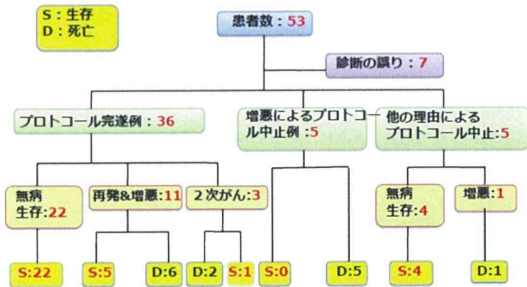 S：生存
D：死亡
患者数：53
診断の誤り：7
プロトコール完遂例：36
増悪によるプロトコー
ル中止例：5
他の理由による
プロトコール中止:5
無病
生存:22
再発&増悪:11
２次がん:3
無病
生存:4
増悪:1
S:22
S:5
D:6
D:2
S:1
S:0
D:5
S:4
D:1